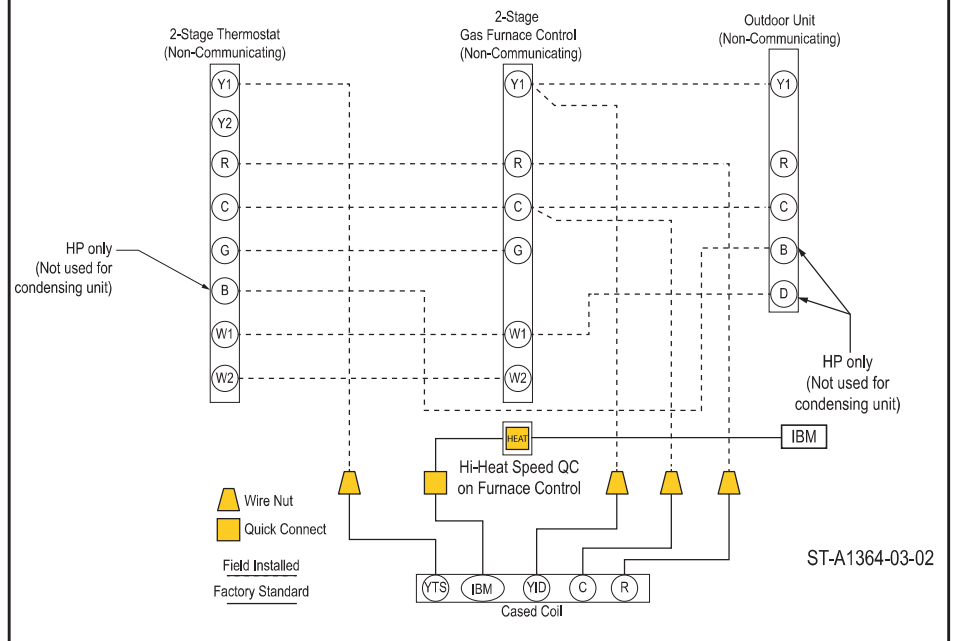 2-Stage Thermostat
(Non-Communicating)
2-Stage
Gas Furnace Control
(Non-Communicating)
Outdoor Unit
(Non-Communicating)
Y1
Y2
R
C
G
B
W1
W2
Y1
R
C
G
W1
W2
Y1
R
C
B
D
HP only
(Not used for
condensing unit)
HP only
(Not used for
condensing unit)
HEAT
IBM
Hi-Heat Speed QC
on Furnace Control
Wire Nut
Quick Connect
Field Installed
Factory Standard
YTS
IBM
YID
C
R
Cased Coil
ST-A1364-03-02